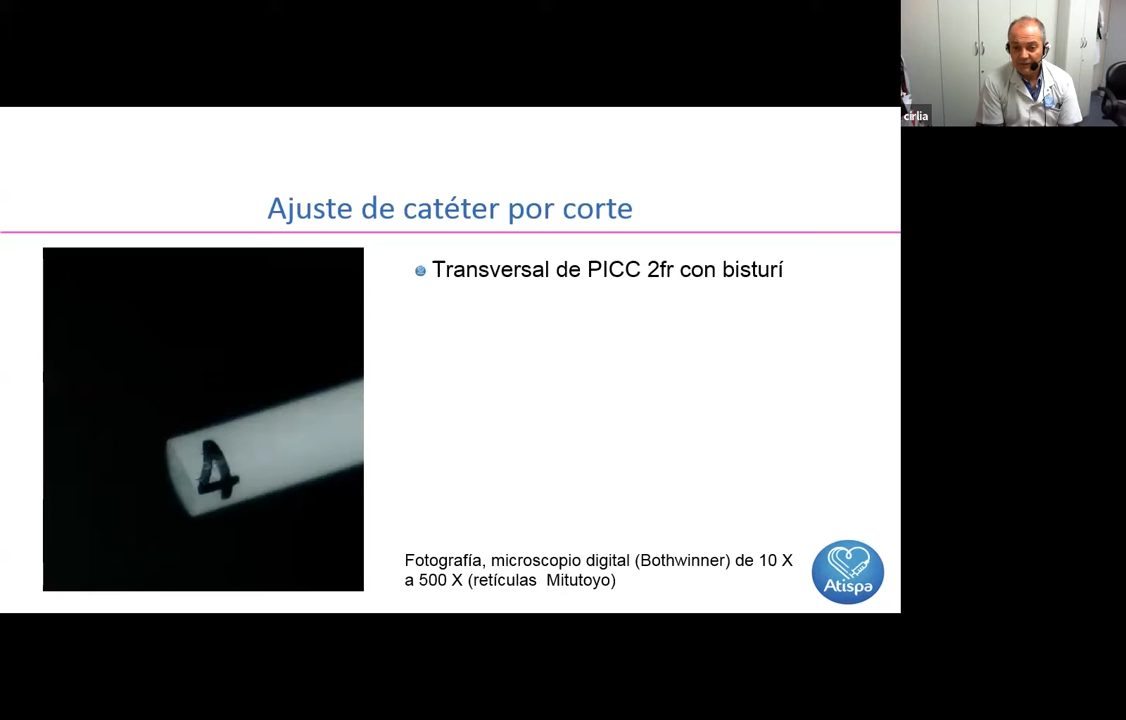 círlia
Ajuste de catéter por corte
Transversal de PICC 2fr con bisturí
4
Fotografía, microscopio digital (Bothwinner) de 10 X
a 500 X (retículas Mitutoyo)
Atispa